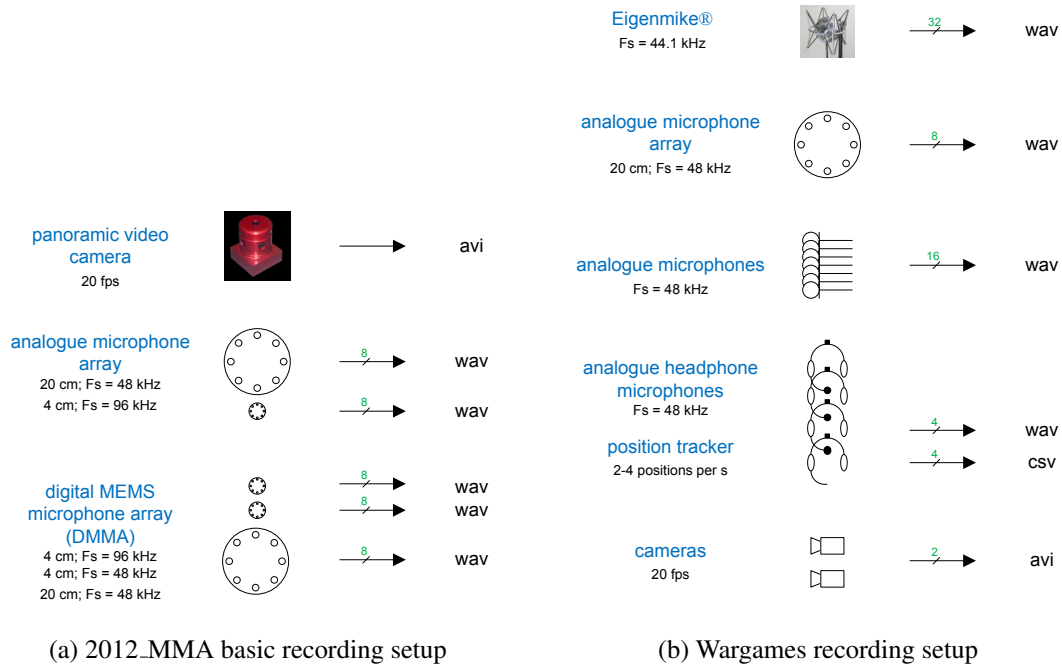 panoramic video
camera
20 fps
avi
analogue microphone
array
20 cm; Fs = 48 kHz
4 cm; Fs = 96 kHz
8
wav
8
wav
digital MEMS
microphone array
(DMMA)
4 cm; Fs = 96 kHz
4 cm; Fs = 48 kHz
20 cm; Fs = 48 kHz
8
wav
8
wav
8
wav
(a) 2012_MMA basic recording setup
Eigenmike®
Fs = 44.1 kHz
32
wav
analogue microphone
array
20 cm; Fs = 48 kHz
8
wav
analogue microphones
Fs = 48 kHz
16
wav
analogue headphone
microphones
Fs = 48 kHz
4
wav
position tracker
2-4 positions per s
4
csv
cameras
20 fps
2
avi
(b) Wargames recording setup